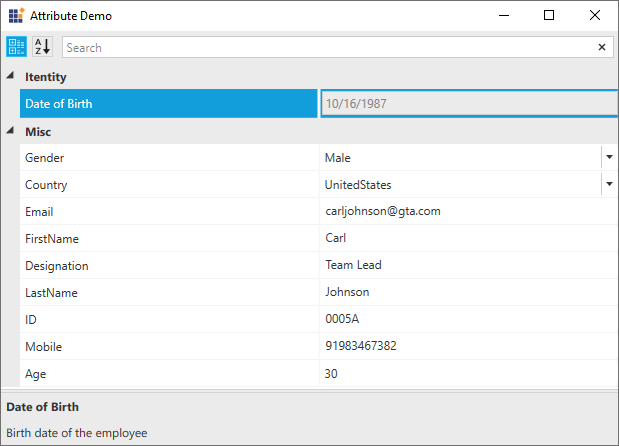 Attribute Demo
Search
Itentity
Date of Birth 10/16/1987
Misc
Gender Male
Country UnitedStates
Email carljohnson@gta.com
FirstName Carl
Designation Team Lead
LastName Johnson
ID 0005A
Mobile 91983467382
Age 30
Date of Birth
Birth date of the employee